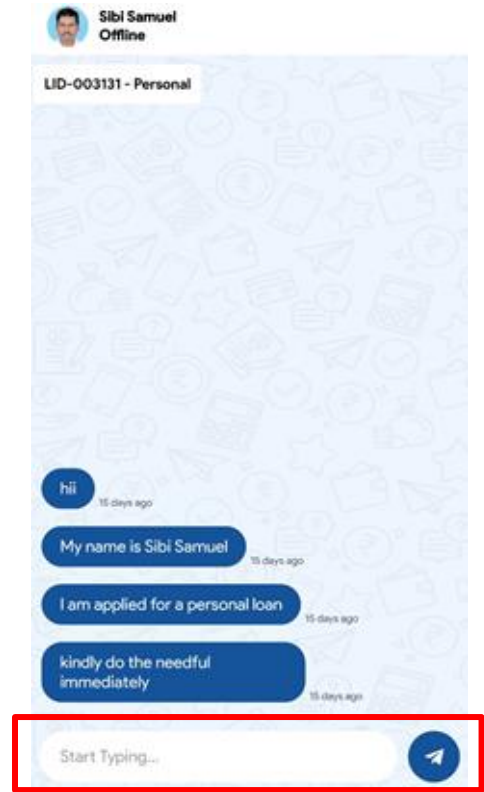 Sibi Samuel
Offline
LID-003131 - Personal
hii
15 days ago
My name is Sibi Samuel
15 days ago
I am applied for a personal loan
15 days ago
kindly do the needful
immediately
15 days ago
Start Typing...